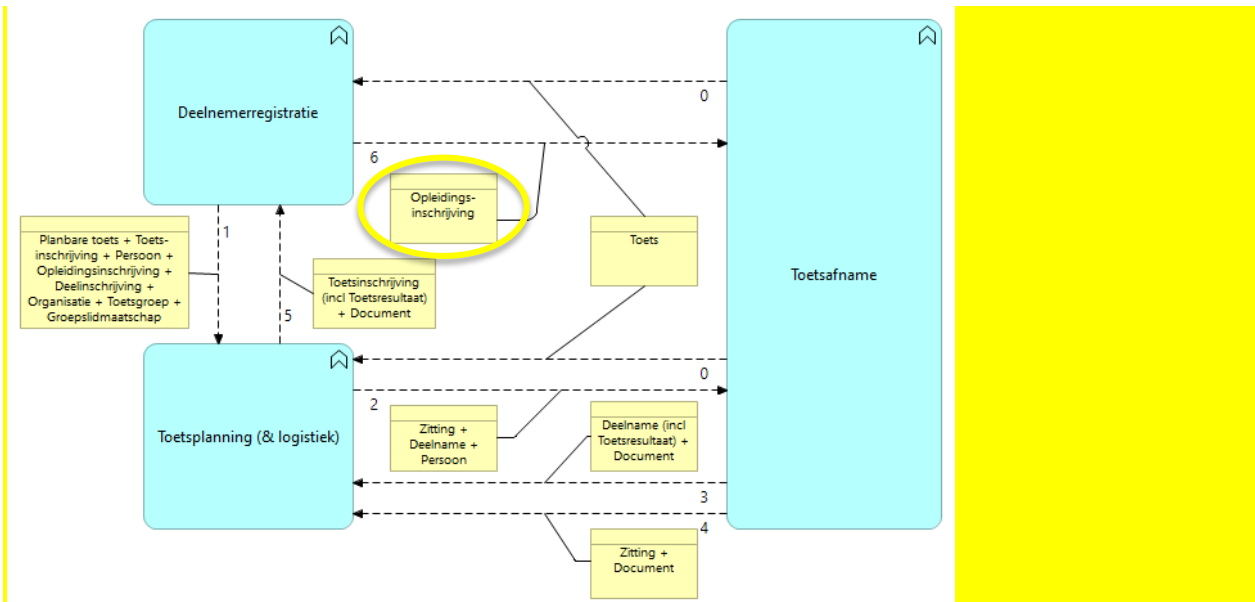 Deelnemerregistratie
0
6
Opleidings-
inschrijving
1
Planbare toets + Toets-
inschrijving + Persoon +
Opleidingsinschrijving +
Deelinschrijving +
Organisatie + Toetsgroep +
Groepslidmaatschap
Toetsinschrijving
(incl Toetsresultaat)
+ Document
5
Toets
Toetsafname
Toetsplanning (& logistiek)
0
2
Zitting +
Deelname +
Persoon
Deelname (incl
Toetsresultaat) +
Document
3
4
Zitting +
Document